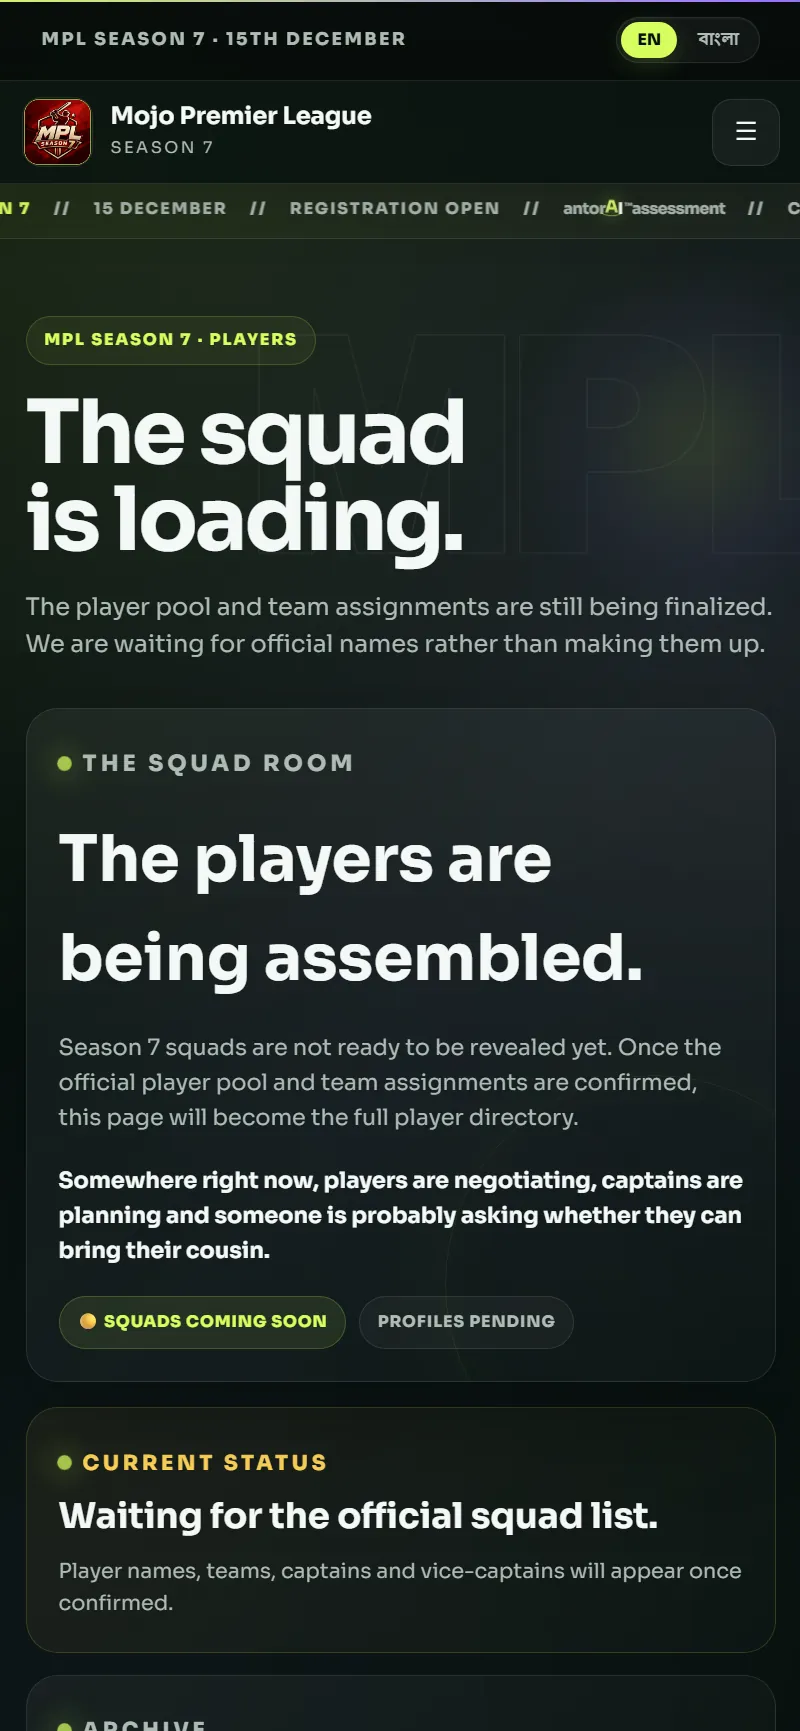 MPL SEASON 7 · 15TH DECEMBER
EN বাংলা
MPL
SEASON 7
Mojo Premier League
SEASON 7
☰
N 7 // 15 DECEMBER // REGISTRATION OPEN // antorAI™assessment // C
MPL
MPL SEASON 7 · PLAYERS
The squad
is loading.
The player pool and team assignments are still being finalized.
We are waiting for official names rather than making them up.
THE SQUAD ROOM
The players are
being assembled.
Season 7 squads are not ready to be revealed yet. Once the
official player pool and team assignments are confirmed,
this page will become the full player directory.
Somewhere right now, players are negotiating, captains are
planning and someone is probably asking whether they can
bring their cousin.
SQUADS COMING SOON PROFILES PENDING
CURRENT STATUS
Waiting for the official squad list.
Player names, teams, captains and vice-captains will appear once
confirmed.
ARCHIVE